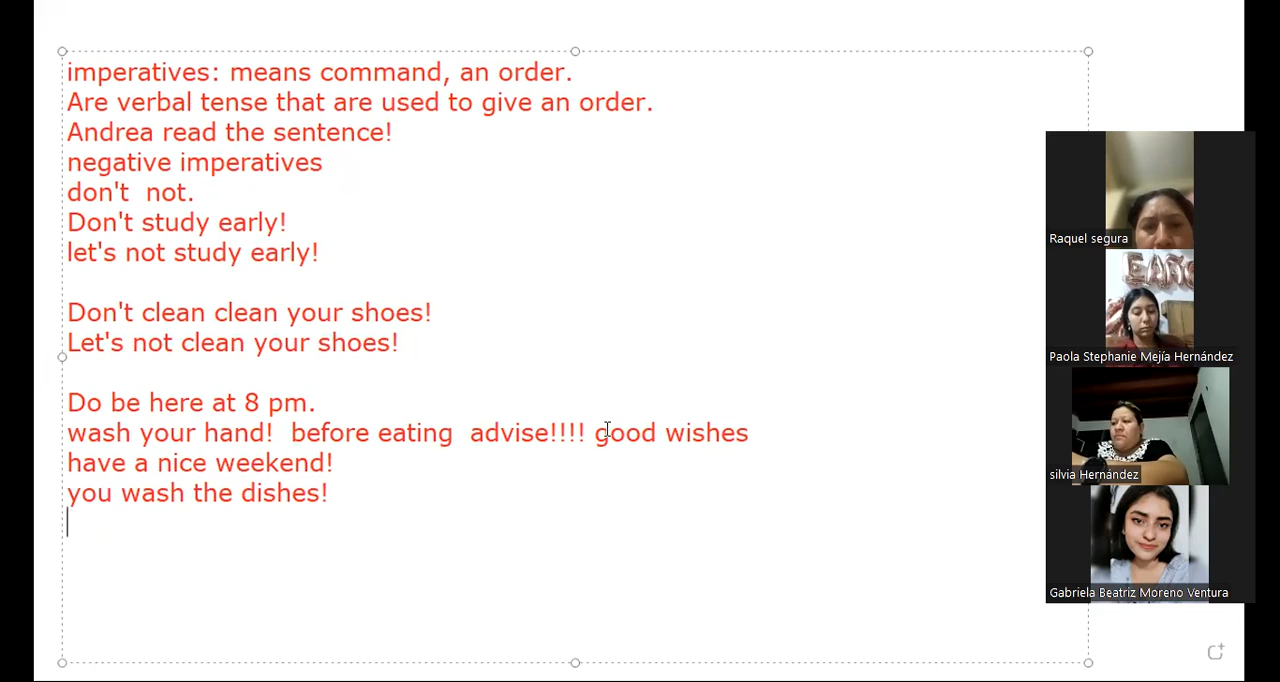 imperatives: means command, an order.
Are verbal tense that are used to give an order.
Andrea read the sentence!
negative imperatives
don't  not.
Don't study early!
let's not study early!
Don't clean clean your shoes!
Let's not clean your shoes!
Do be here at 8 pm.
wash your hand!  before eating  advise!!!! good wishes
have a nice weekend!
you wash the dishes!
EAÑO
Raquel segura
Paola Stephanie Mejía Hernández
silvia Hernández
Gabriela Beatriz Moreno Ventura